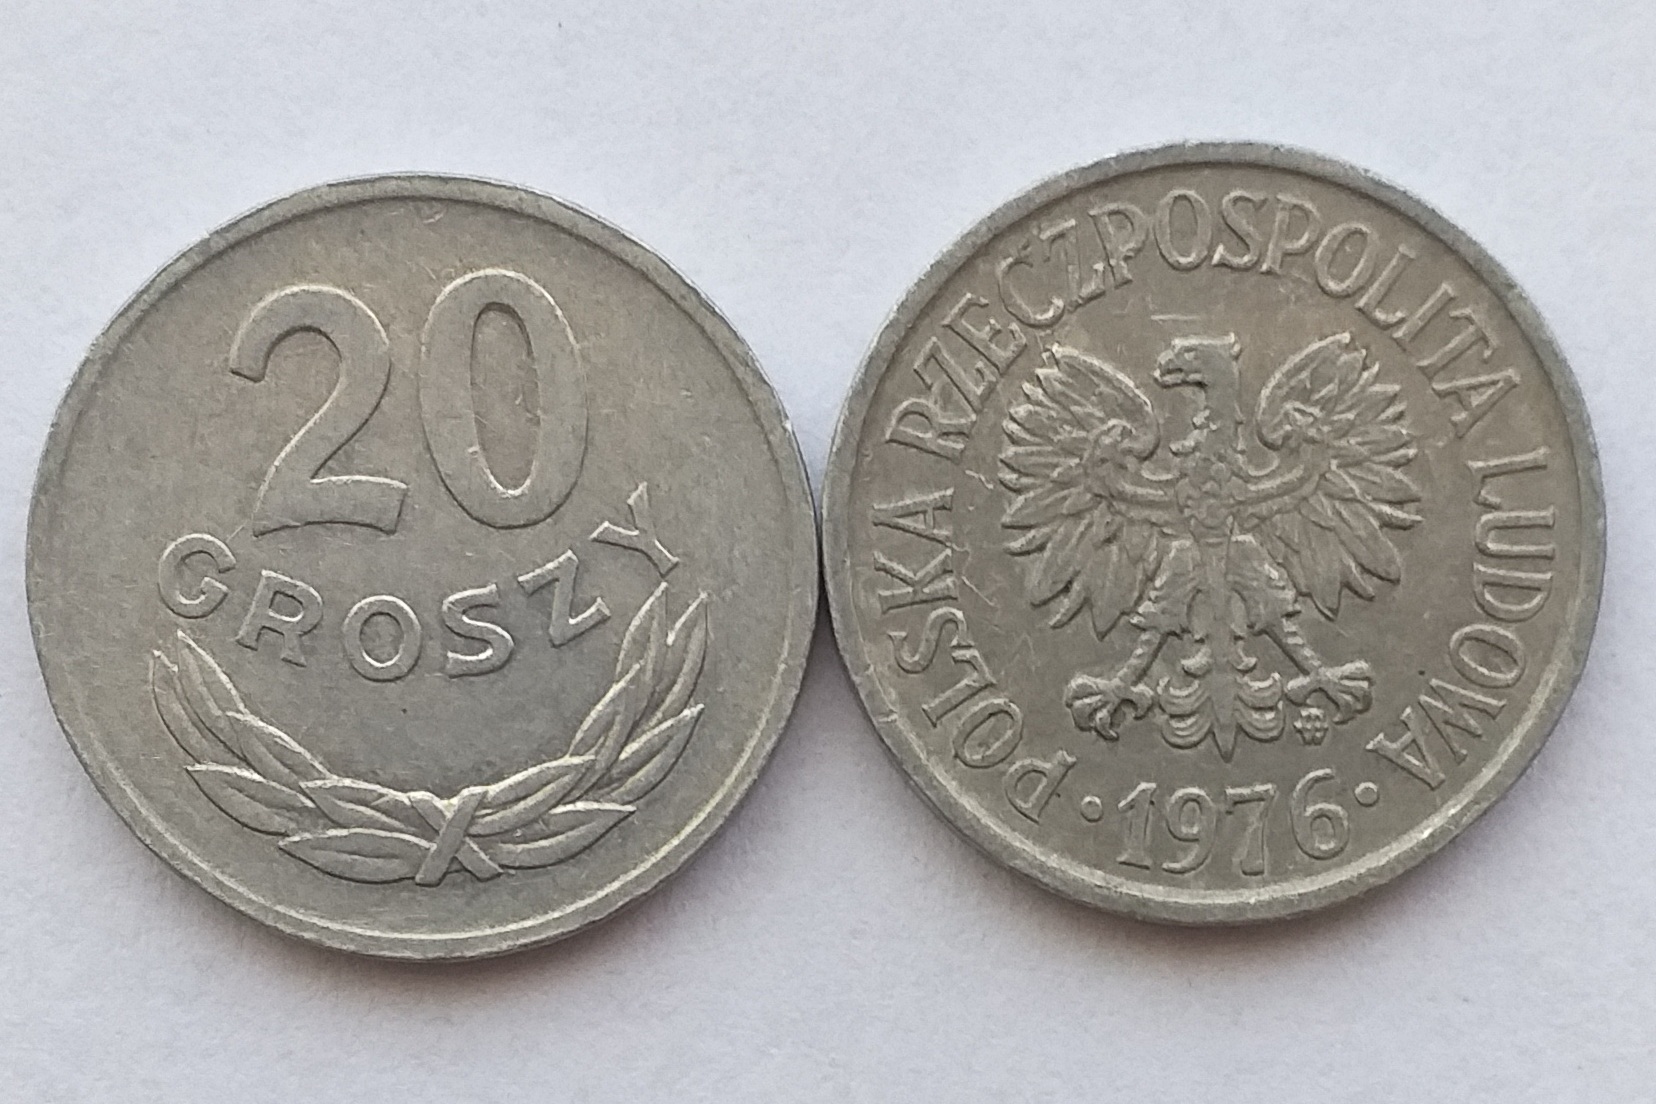 20
GROSZY
POLSKA RZECZPOSPOLITA LUDOWA
·1976·